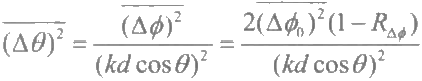 $$\overline{(\Delta\theta)^2} = \frac{\overline{(\Delta\phi)^2}}{(kd\cos\theta)^2} = \frac{2\overline{(\Delta\phi_0)^2}(1-R_{\Delta\phi})}{(kd\cos\theta)^2}$$